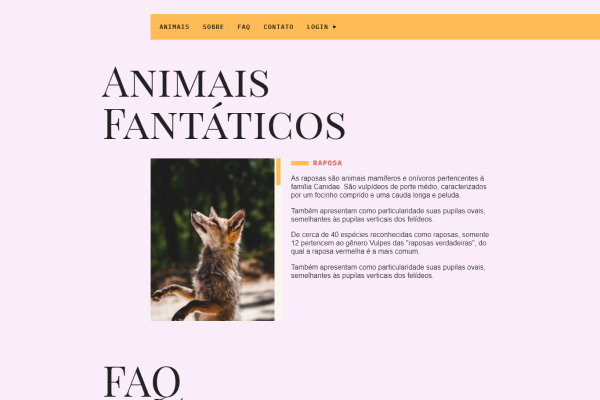 ANIMAIS SOBRE FAQ CONTATO LOGIN ▸
Animais
Fantáticos
RAPOSA
As raposas são animais mamíferos e onívoros pertencentes à
família Canidae. São vulpídeos de porte médio, caracterizados
por um focinho comprido e uma cauda longa e peluda.
Também apresentam como particularidade suas pupilas ovais,
semelhantes às pupilas verticais dos felídeos.
De cerca de 40 espécies reconhecidas como raposas, somente
12 pertencem ao gênero Vulpes das "raposas verdadeiras", do
qual a raposa vermelha é a mais comum.
Também apresentam como particularidade suas pupilas ovais,
semelhantes às pupilas verticais dos felídeos.
FAQ